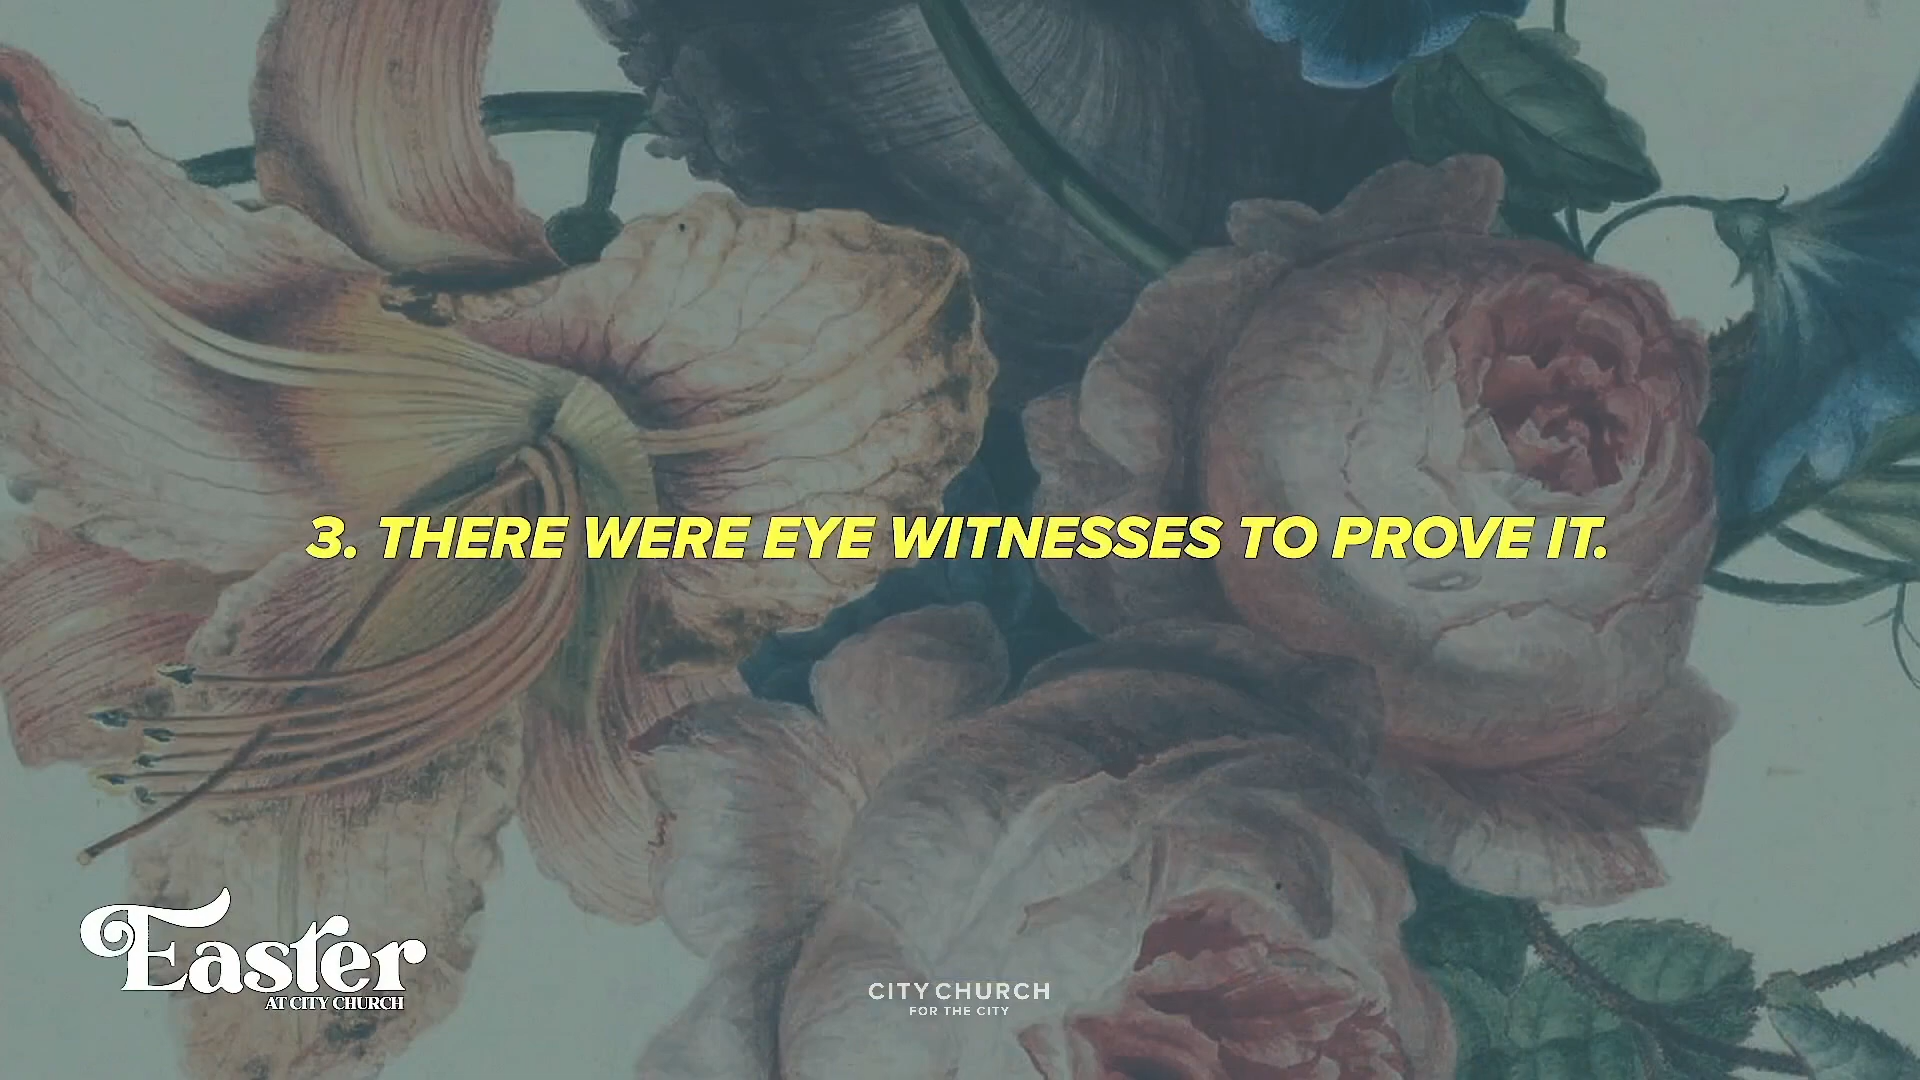 3. THERE WERE EYE WITNESSES TO PROVE IT.
Easter
AT CITY CHURCH
CITY CHURCH
FOR THE CITY